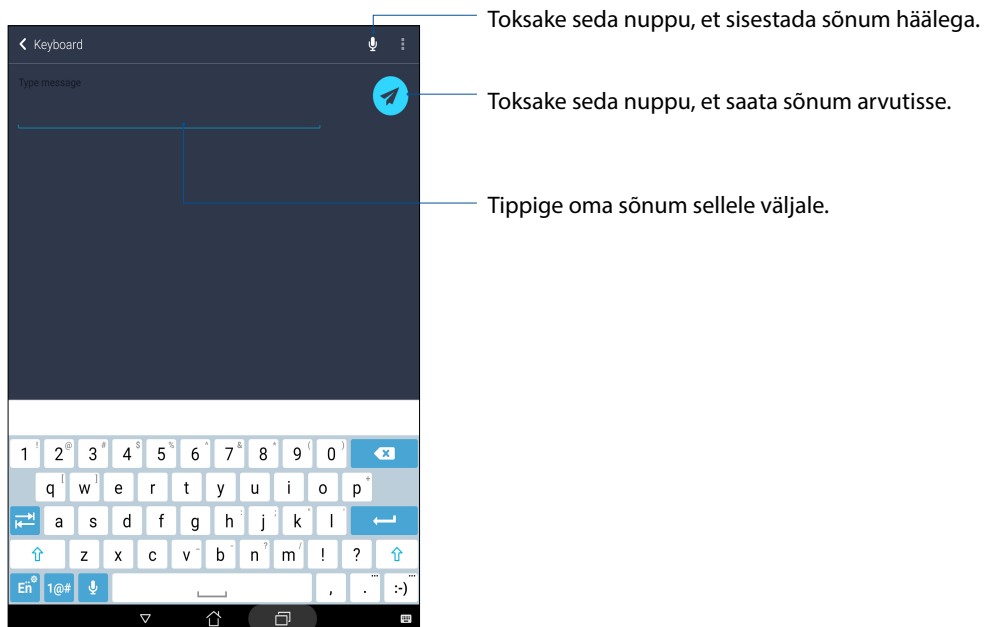 Toksake seda nuppu, et sisestada sõnum häälega.
Keyboard
Type message
Toksake seda nuppu, et saata sõnum arvutisse.
Tippige oma sõnum sellele väljale.
1 ! 2 @ 3 # 4 $ 5 % 6 ^ 7 & 8 * 9 ( 0 )
q [ w ] e r t y u i o p +
a s d f g h : j ; k " l '
z x c v _ b - n ? m / ! ?
En 1@# , . ... :-) ...